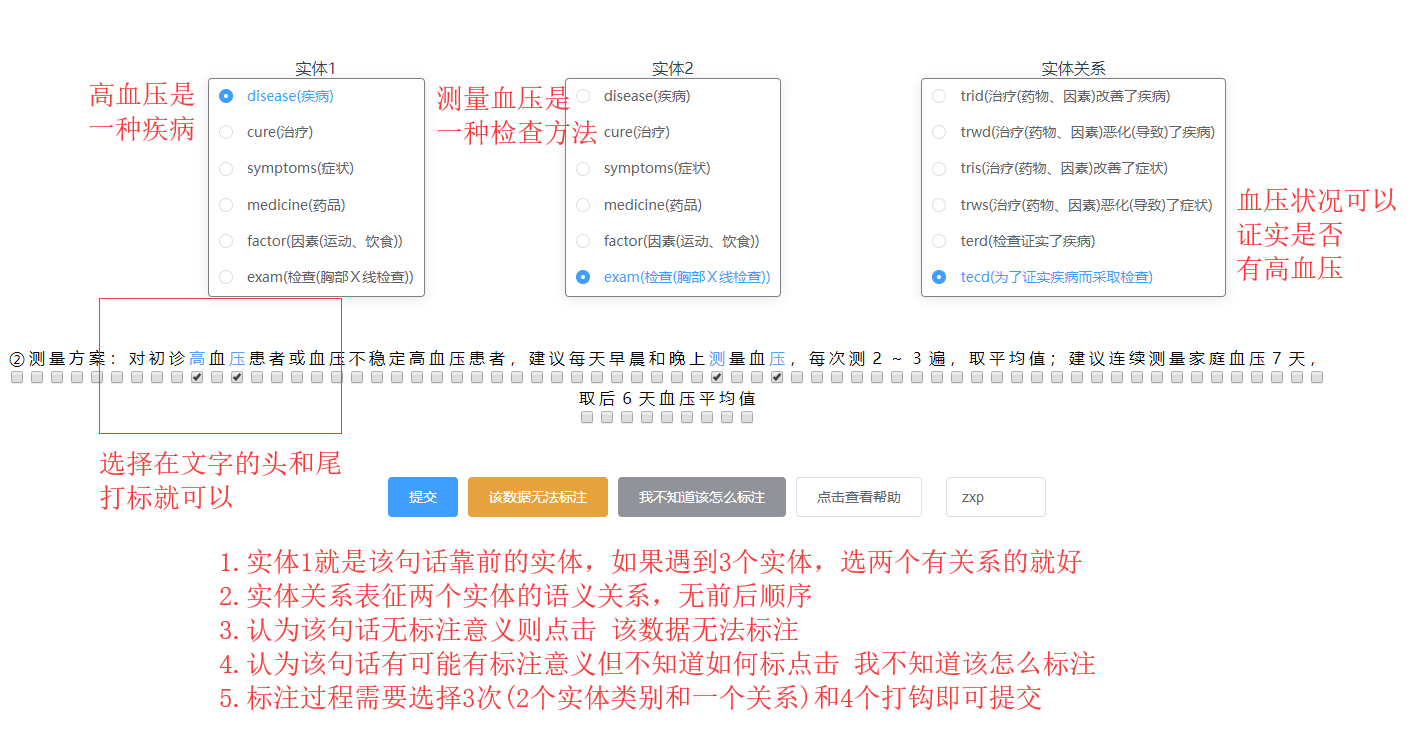 实体1
实体2
实体关系
高血压是
一种疾病
disease(疾病)
cure(治疗)
symptoms(症状)
medicine(药品)
factor(因素(运动、饮食))
exam(检查(胸部X线检查))
测量血压是
一种检查方法
disease(疾病)
cure(治疗)
symptoms(症状)
medicine(药品)
factor(因素(运动、饮食))
exam(检查(胸部X线检查))
trid(治疗(药物、因素)改善了疾病)
trwd(治疗(药物、因素)恶化(导致)了疾病)
tris(治疗(药物、因素)改善了症状)
trws(治疗(药物、因素)恶化(导致)了症状)
terd(检查证实了疾病)
tecd(为了证实疾病而采取检查)
血压状况可以
证实是否
有高血压
②测量方案：对初诊高血压患者或血压不稳定高血压患者，建议每天早晨和晚上测量血压，每次测2～3遍，取平均值；建议连续测量家庭血压7天，
取后6天血压平均值
选择在文字的头和尾
打标就可以
提交
该数据无法标注
我不知道该怎么标注
点击查看帮助
zxp
1.实体1就是该句话靠前的实体，如果遇到3个实体，选两个有关系的就好
2.实体关系表征两个实体的语义关系，无前后顺序
3.认为该句话无标注意义则点击 该数据无法标注
4.认为该句话有可能有标注意义但不知道如何标点击 我不知道该怎么标注
5.标注过程需要选择3次(2个实体类别和一个关系)和4个打钩即可提交